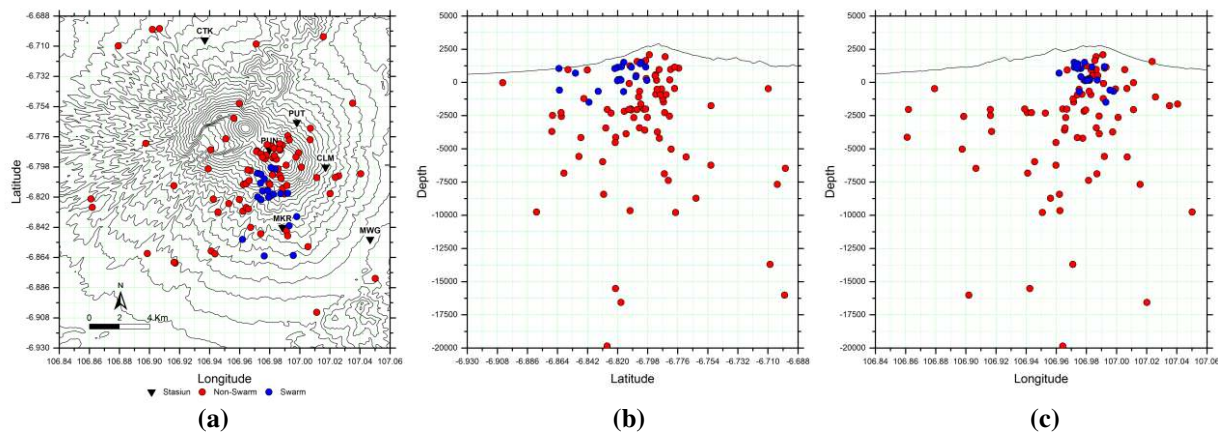 -6.688
-6.710
-6.732
-6.754
-6.776
-6.798
-6.820
-6.842
-6.864
-6.886
-6.908
-6.930
Latitude
CTK
PUT
PUN
CLM
MKR
MWG
N
0 2 4 Km
106.84 106.86 106.88 106.90 106.92 106.94 106.96 106.98 107.00 107.02 107.04 107.06
Longitude
Stasiun Non-Swarm Swarm
(a)
5000
2500
0
-2500
-5000
-7500
-10000
-12500
-15000
-17500
-20000
Depth
-6.930 -6.908 -6.886 -6.864 -6.842 -6.820 -6.798 -6.776 -6.754 -6.732 -6.710 -6.688
Latitude
(b)
5000
2500
0
-2500
-5000
-7500
-10000
-12500
-15000
-17500
-20000
Depth
106.84 106.86 106.88 106.90 106.92 106.94 106.96 106.98 107.00 107.02 107.04 107.06
Longitude
(c)